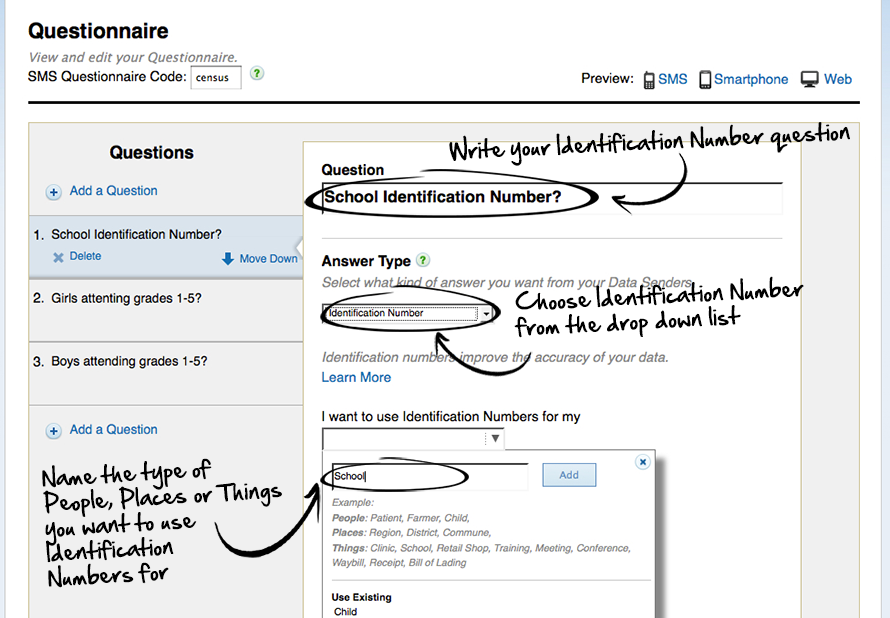 Questionnaire
View and edit your Questionnaire.
SMS Questionnaire Code: census ?
Preview: SMS Smartphone Web
Questions
+ Add a Question
1. School Identification Number?
Delete Move Down
2. Girls attenting grades 1-5?
3. Boys attending grades 1-5?
+ Add a Question
Name the type of
People, Places or Things
you want to use
Identification
Numbers for
Write your Identification Number question
Question
School Identification Number?
Answer Type ?
Select what kind of answer you want from your Data Senders
Identification Number
Choose Identification Number
from the drop down list
Identification numbers improve the accuracy of your data.
Learn More
I want to use Identification Numbers for my
School Add
Example:
People: Patient, Farmer, Child,
Places: Region, District, Commune,
Things: Clinic, School, Retail Shop, Training, Meeting, Conference,
Waybill, Receipt, Bill of Lading
Use Existing
Child